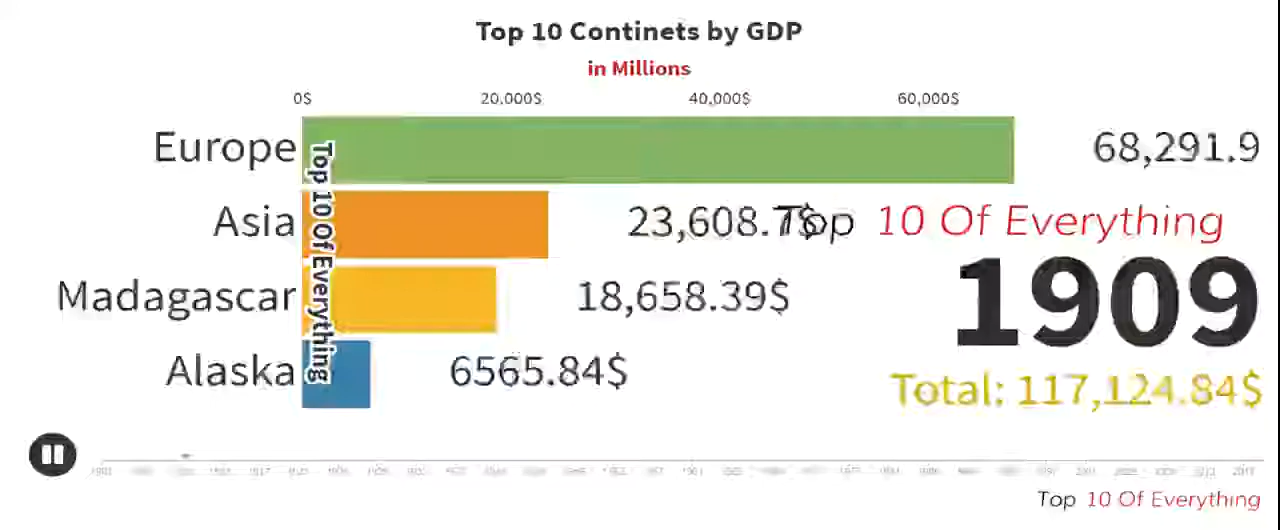 Top 10 Continets by GDP
in Millions
0$ 20,000$ 40,000$ 60,000$
Europe 68,291.9
Asia 23,608.7$
Top 10 Of Everything
Madagascar 18,658.39$
1909
Alaska 6565.84$
Total: 117,124.84$
Top 10 Of Everything
Top 10 Of Everything